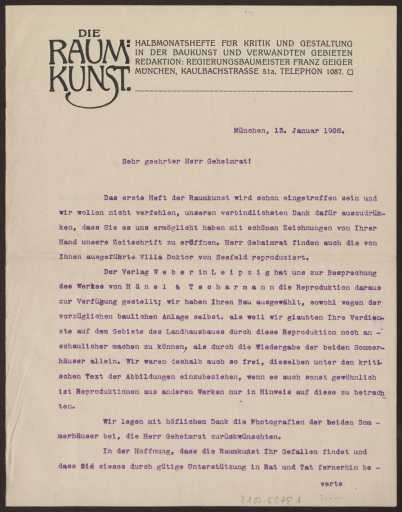 DIE
RAUM:
KUNST.
HALBMONATSHEFTE FÜR KRITIK UND GESTALTUNG
IN DER BAUKUNST UND VERWANDTEN GEBIETEN
REDAKTION: REGIERUNGSBAUMEISTER FRANZ GEIGER
MÜNCHEN, KAULBACHSTRASSE 51a, TELEPHON 1087.
München, 13. Januar 1908.
Sehr geehrter Herr Geheimrat!
Das erste Heft der Raumkunst wird schon eingetroffen sein und
wir wollen nicht verfehlen, unseren verbindlichsten Dank dafür auszudrük-
ken, dass Sie es uns ermöglicht haben mit schönen Zeichnungen von Ihrer
Hand unsere Zeitschrift zu eröffnen. Herr Geheimrat finden auch die von
Ihnen ausgeführte Villa Doktor von Seefeld reproduziert.
Der Verlag Weber in Leipzig hat uns zur Besprechung
des Werkes von Hänsel & Tscharmann die Reproduktion daraus
zur Verfügung gestellt; wir haben Ihren Bau ausgewählt, sowohl wegen der
vorzüglichen baulichen Anlage selbst, als weil wir glaubten Ihre Verdien-
ste auf dem Gebiete des Landhausbaues durch diese Reproduktion noch an-
schaulicher machen zu können, als durch die Wiedergabe der beiden Sommer-
häuser allein. Wir waren deshalb auch so frei, dieselben unter den kriti-
schen Text der Abbildungen einzubeziehen, wenn es auch sonst gewöhnlich
ist Reproduktionen aus anderen Werken nur in Hinweis auf diese zu betrach
ten.
Wir legen mit höflichen Dank die Photografien der beiden Som-
merhäuser bei, die Herr Geheimrat zurückwünschten.
In der Hoffnung, dass die Raumkunst Ihr Gefallen findet und
dass Sie dieses durch gütige Unterstützung in Rat und Tat fernerhin be-
werte